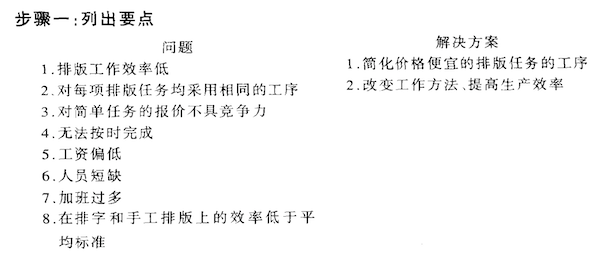 步骤一:列出要点
问题
1.排版工作效率低
2.对每项排版任务均采用相同的工序
3.对简单任务的报价不具竞争力
4.无法按时完成
5.工资偏低
6.人员短缺
7.加班过多
8.在排字和手工排版上的效率低于平
均标准
解决方案
1.简化价格便宜的排版任务的工序
2.改变工作方法、提高生产效率